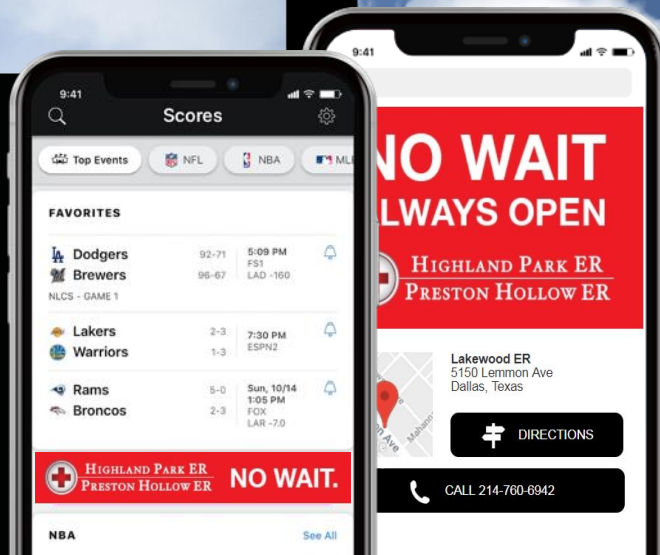 9:41
Scores
Top Events
NFL
NBA
FAVORITES
Dodgers 92-71 5:09 PM
FS1
Brewers 96-67 LAD -160
NLCS - GAME 1
Lakers 2-3 7:30 PM
Warriors 1-3 ESPN2
Rams 5-0 Sun, 10/14
1:05 PM
Broncos 2-3 FOX
LAR -7.0
HIGHLAND PARK ER
PRESTON HOLLOW ER
NO WAIT.
NBA See All
9:41
NO WAIT
LWAYS OPEN
HIGHLAND PARK ER
PRESTON HOLLOW ER
Lakewood ER
5150 Lemmon Ave
Dallas, Texas
on Ave
DIRECTIONS
CALL 214-760-6942